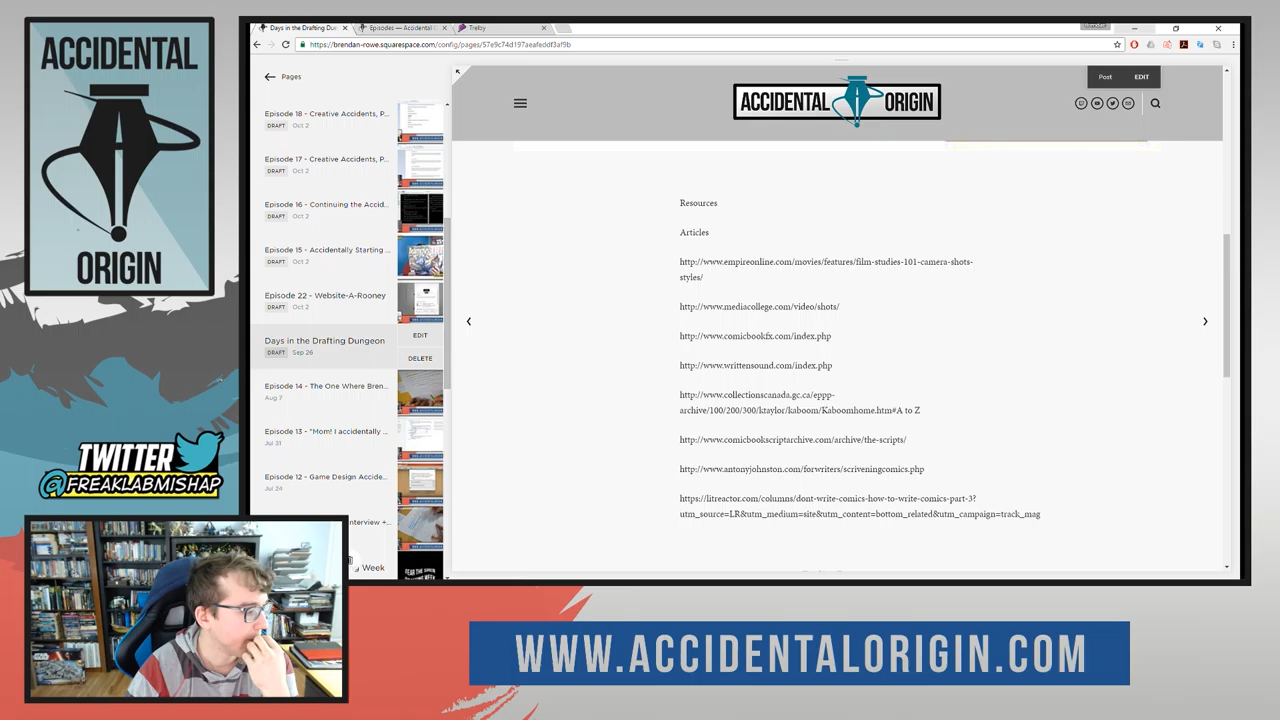 ACCIDENTAL
ORIGIN
TWITTER
@FREAKLABMISHAP
Days in the Drafting Du
Episodes — Accidental C
Trelby
https://brendan-rowe.squarespace.com/config/pages/57e9c74d197aeafeddf3af9b
Pages
Episode 18 - Creative Accidents, P...
DRAFT Oct 2
Episode 17 - Creative Accidents, P...
DRAFT Oct 2
Episode 16 - Continuing the Accid...
DRAFT Oct 2
Episode 15 - Accidentally Starting ...
DRAFT Oct 2
Episode 22 - Website-A-Rooney
DRAFT Oct 2
Days in the Drafting Dungeon
DRAFT Sep 26
EDIT
DELETE
Episode 14 - The One Where Bren...
Aug 7
Episode 13 - "Mom! I accidentally ...
Jul 31
Episode 12 - Game Design Accide...
Jul 24
nterview +...
Week
Post EDIT
ACCIDENTAL ORIGIN
Resources
Articles
http://www.empireonline.com/movies/features/film-studies-101-camera-shots-
styles/
http://www.mediacollege.com/video/shots/
http://www.comicbookfx.com/index.php
http://www.writtensound.com/index.php
http://www.collectionscanada.gc.ca/eppp-
archive/100/200/300/ktaylor/kaboom/Kaboomhome.htm#A to Z
http://www.comicbookscriptarchive.com/archive/the-scripts/
http://www.antonyjohnston.com/forwriters/scriveningcomics.php
https://litreactor.com/columns/dont-write-comics-how-to-write-comics-part-3?
utm_source=LR&utm_medium=site&utm_content=bottom_related&utm_campaign=track_mag
WWW.ACCIDENTALORIGIN.COM